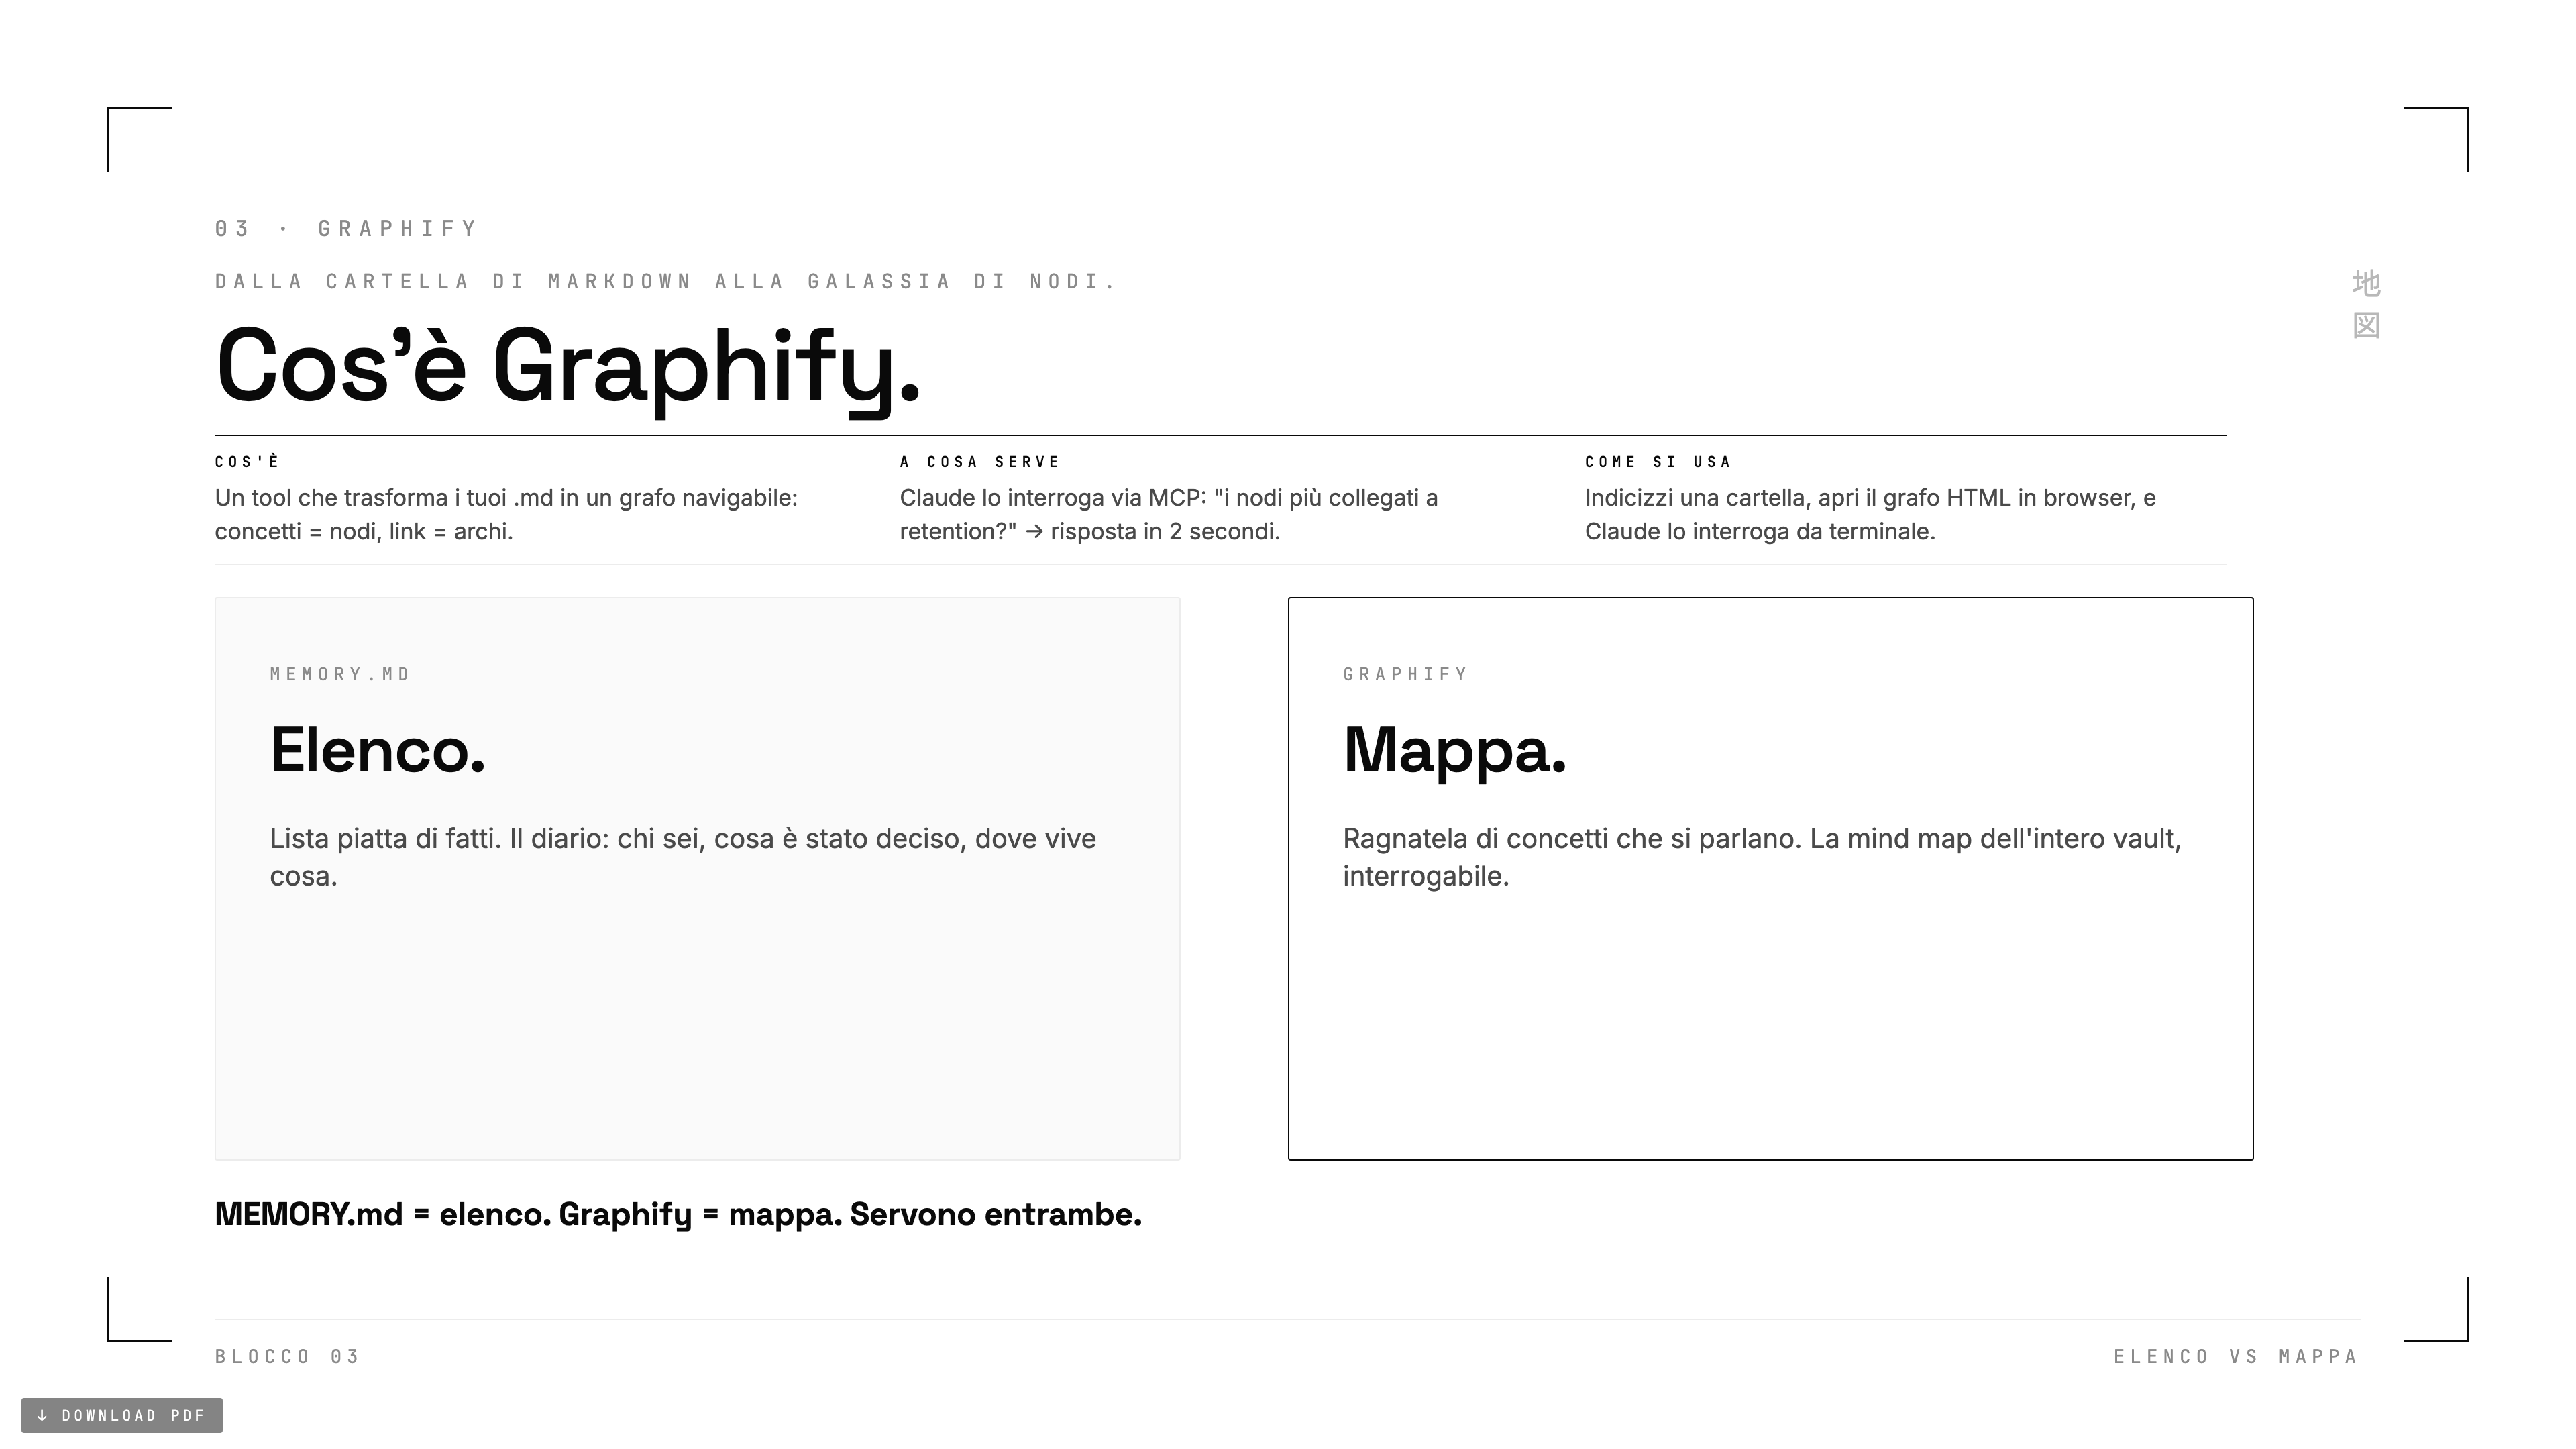 03 · GRAPHIFY
DALLA CARTELLA DI MARKDOWN ALLA GALASSIA DI NODI.
地
図
Cos’è Graphify.
COS'È
Un tool che trasforma i tuoi .md in un grafo navigabile:
concetti = nodi, link = archi.
A COSA SERVE
Claude lo interroga via MCP: "i nodi più collegati a
retention?" → risposta in 2 secondi.
COME SI USA
Indicizzi una cartella, apri il grafo HTML in browser, e
Claude lo interroga da terminale.
MEMORY.MD
Elenco.
Lista piatta di fatti. Il diario: chi sei, cosa è stato deciso, dove vive
cosa.
GRAPHIFY
Mappa.
Ragnatela di concetti che si parlano. La mind map dell'intero vault,
interrogabile.
MEMORY.md = elenco. Graphify = mappa. Servono entrambe.
BLOCCO 03
ELENCO VS MAPPA
↓ DOWNLOAD PDF